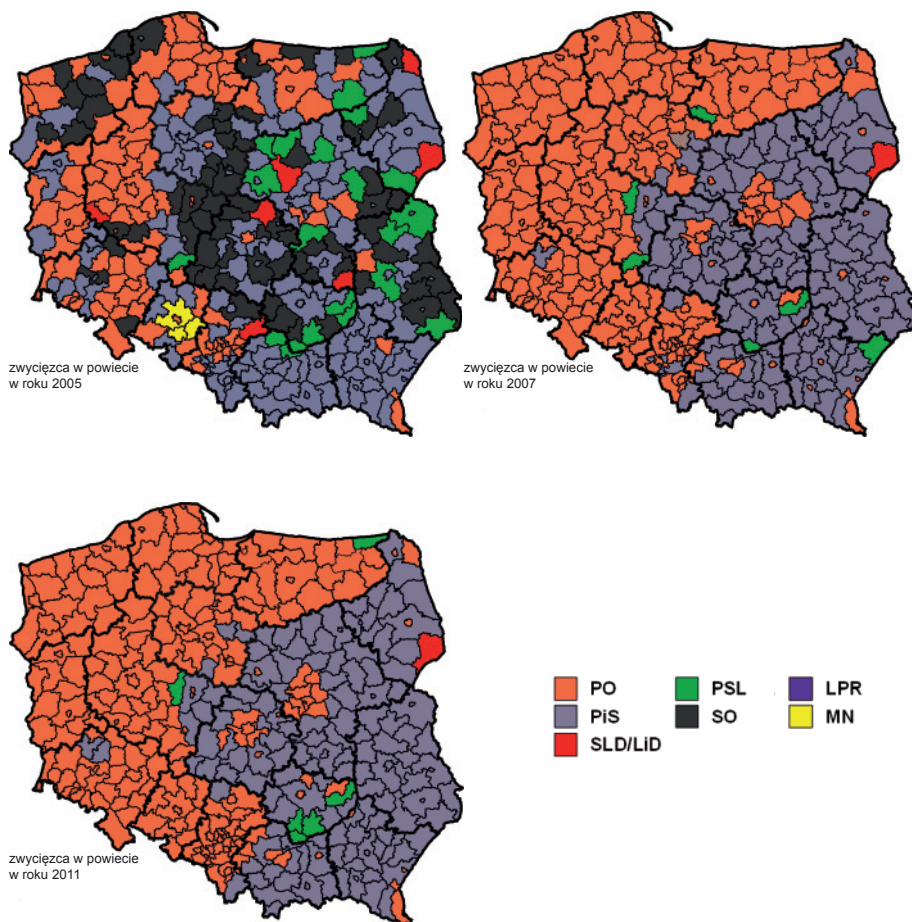 zwycięzca w powiecie
w roku 2005
zwycięzca w powiecie
w roku 2007
zwycięzca w powiecie
w roku 2011
PO PSL LPR
PiS SO MN
SLD/LiD